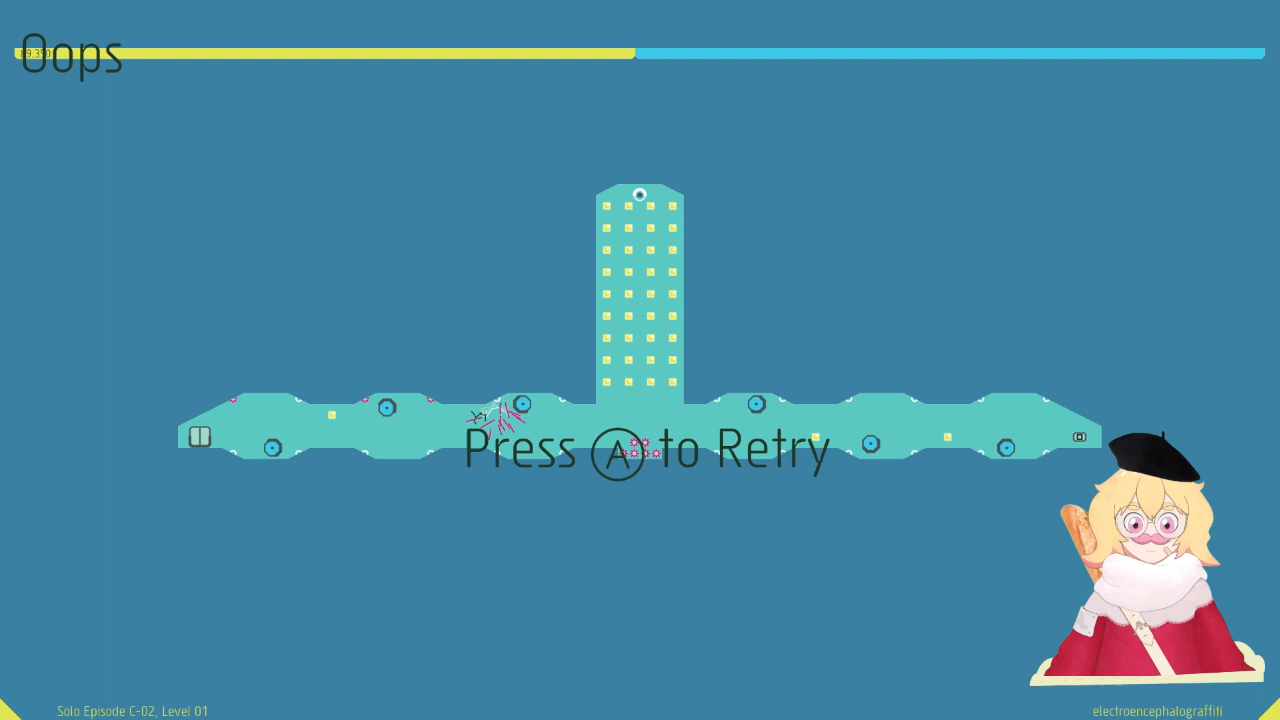 Oops
Press A to Retry
Solo Episode C-02, Level 01
electroencephalograffiti